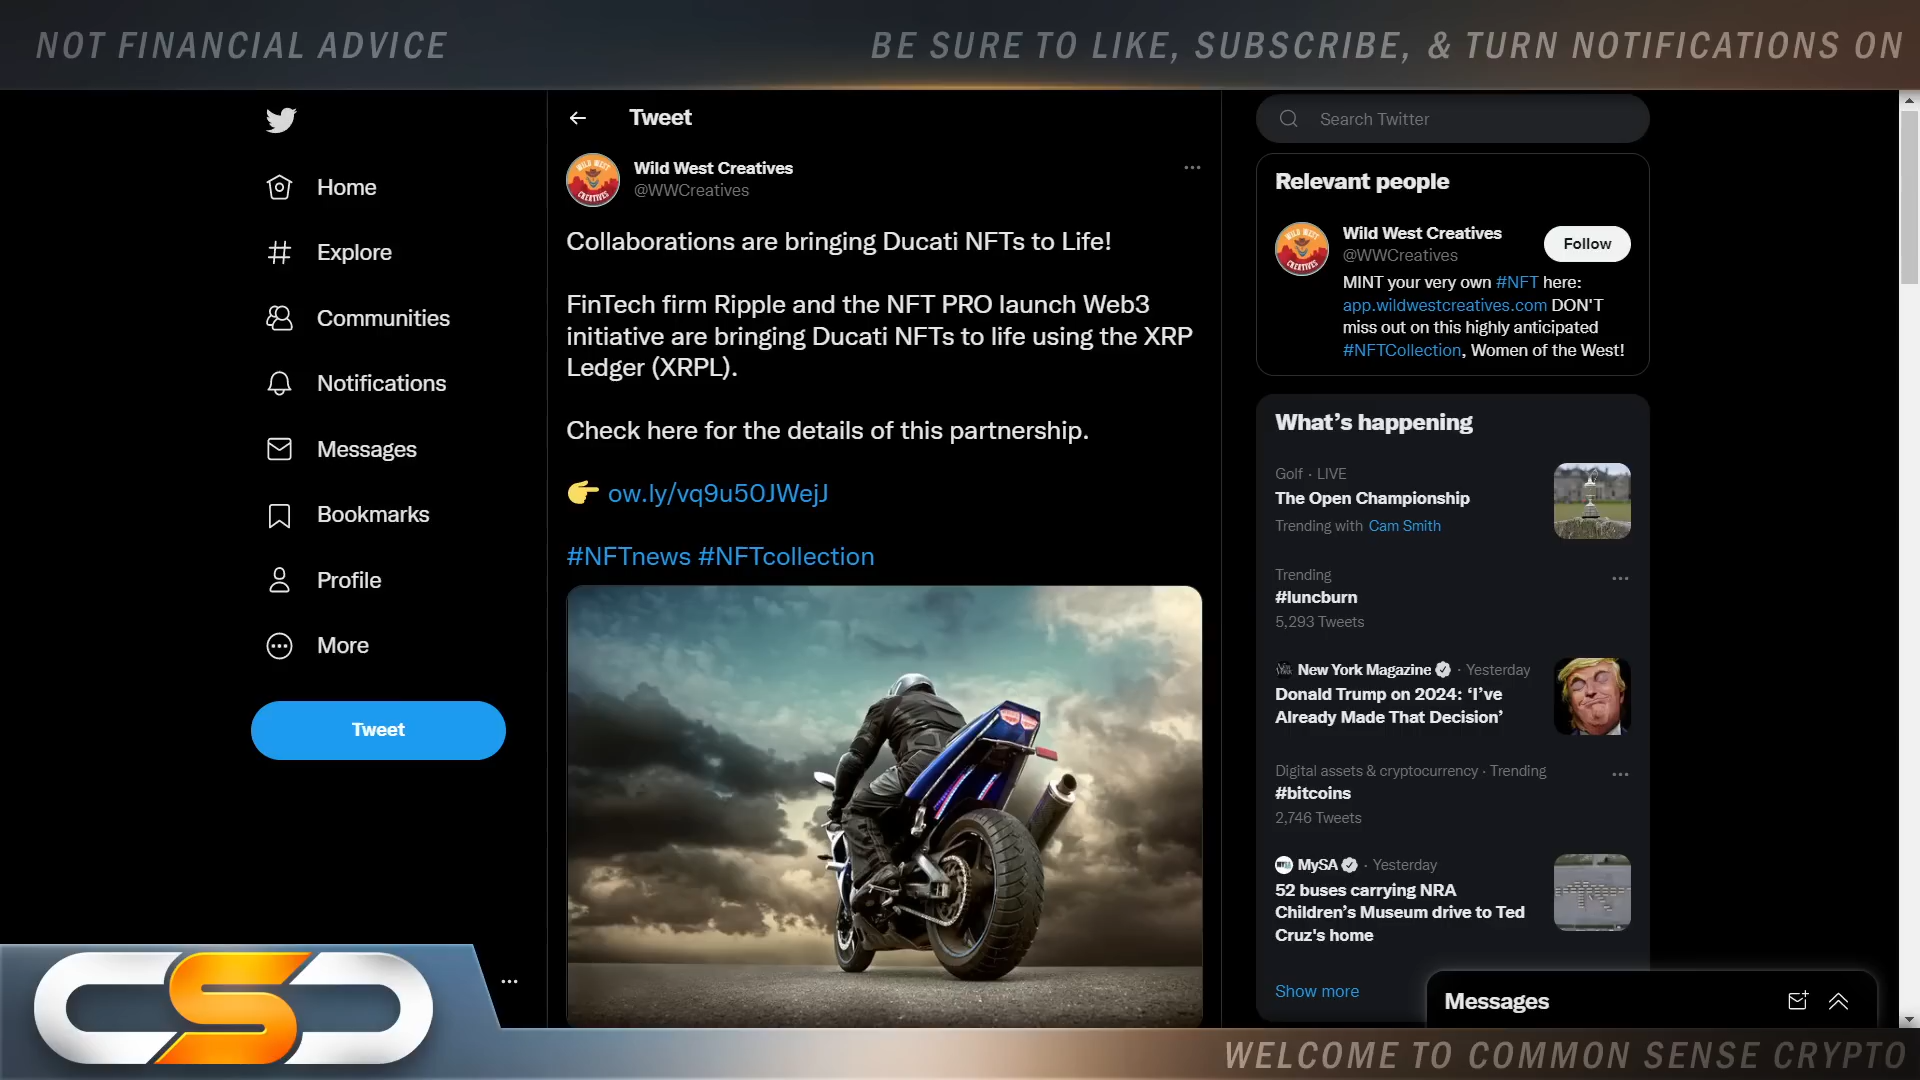 NOT FINANCIAL ADVICE
BE SURE TO LIKE, SUBSCRIBE, & TURN NOTIFICATIONS ON
Home
Explore
Communities
Notifications
Messages
Bookmarks
Profile
More
Tweet
Tweet
Wild West Creatives
@WWCreatives
Collaborations are bringing Ducati NFTs to Life!
FinTech firm Ripple and the NFT PRO launch Web3
initiative are bringing Ducati NFTs to life using the XRP
Ledger (XRPL).
Check here for the details of this partnership.
👉 ow.ly/vq9u50JWejJ
#NFTnews #NFTcollection
Search Twitter
Relevant people
WILD WEST
CREATIVES
Wild West Creatives
@WWCreatives
Follow
MINT your very own #NFT here:
app.wildwestcreatives.com DON'T
miss out on this highly anticipated
#NFTCollection, Women of the West!
What's happening
Golf · LIVE
The Open Championship
Trending with Cam Smith
Trending
#luncburn
5,293 Tweets
New York Magazine · Yesterday
Donald Trump on 2024: 'I've
Already Made That Decision'
Digital assets & cryptocurrency · Trending
#bitcoins
2,746 Tweets
MySA · Yesterday
52 buses carrying NRA
Children's Museum drive to Ted
Cruz's home
Show more
Messages
CSC
WELCOME TO COMMON SENSE CRYPTO